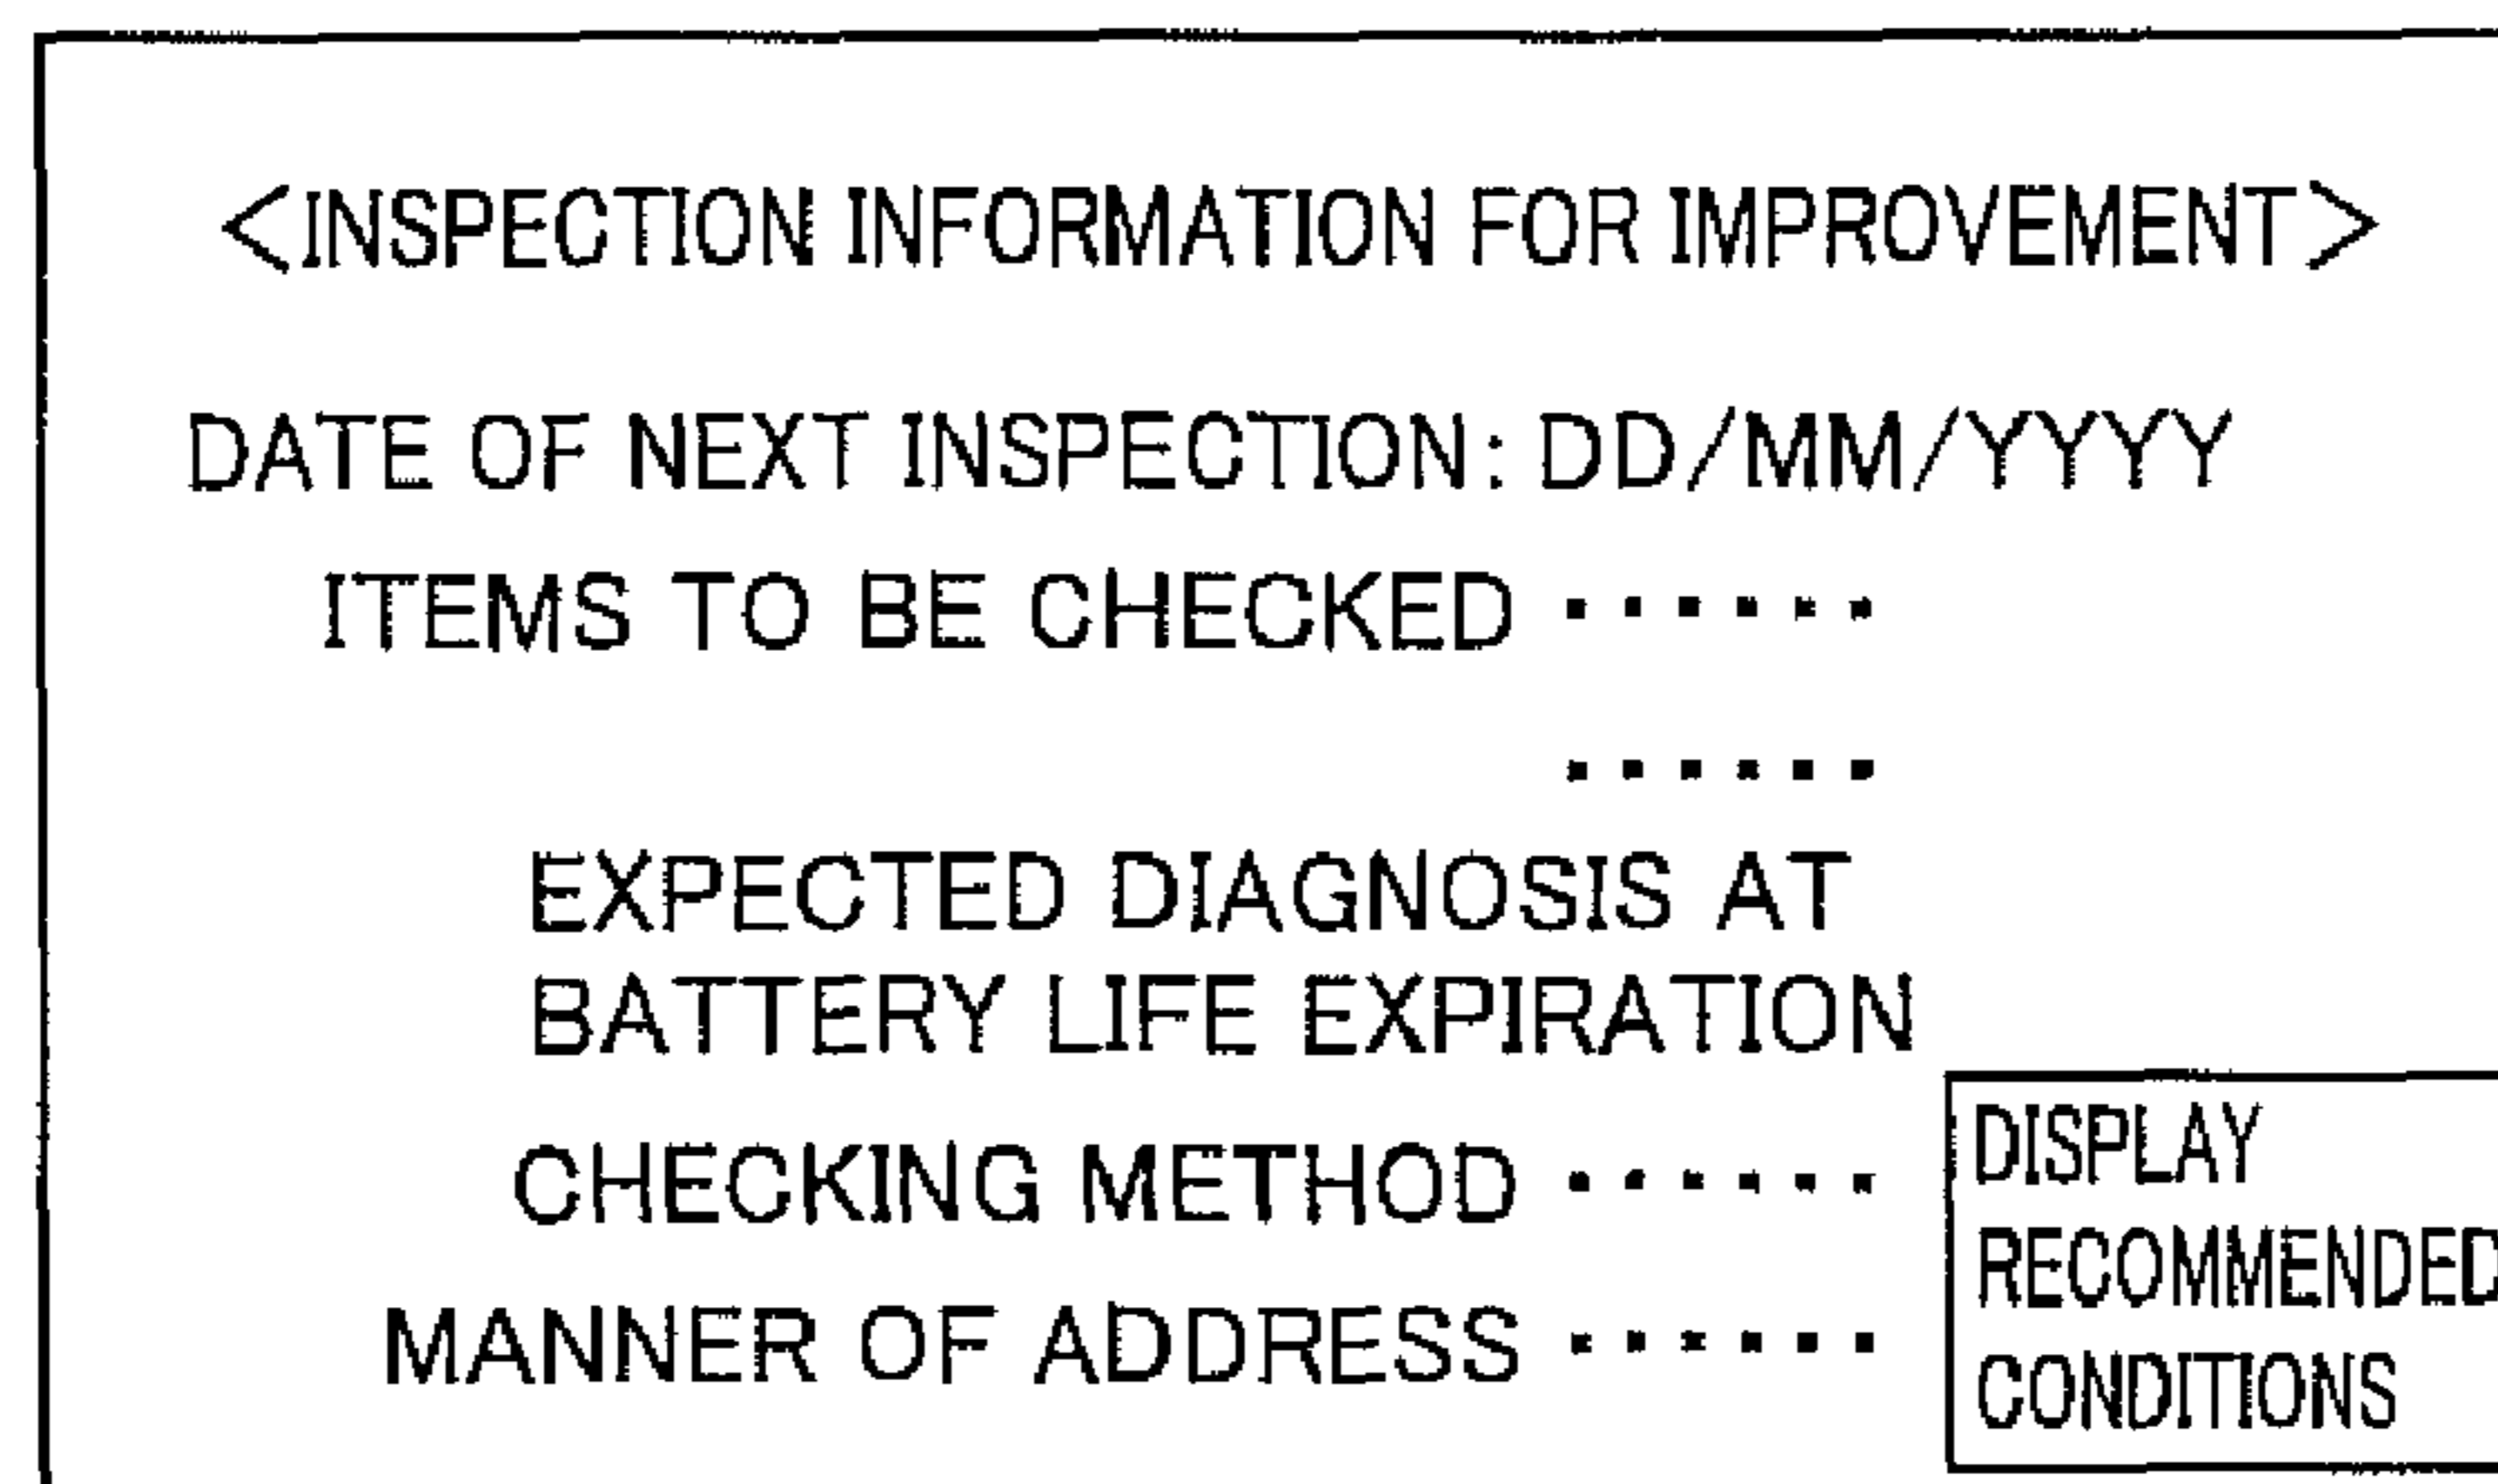 <INSPECTION INFORMATION FOR IMPROVEMENT>
DATE OF NEXT INSPECTION: DD/MM/YYYY
ITEMS TO BE CHECKED ······
······
EXPECTED DIAGNOSIS AT
BATTERY LIFE EXPIRATION
CHECKING METHOD ······
MANNER OF ADDRESS ······
DISPLAY
RECOMMENDED
CONDITIONS